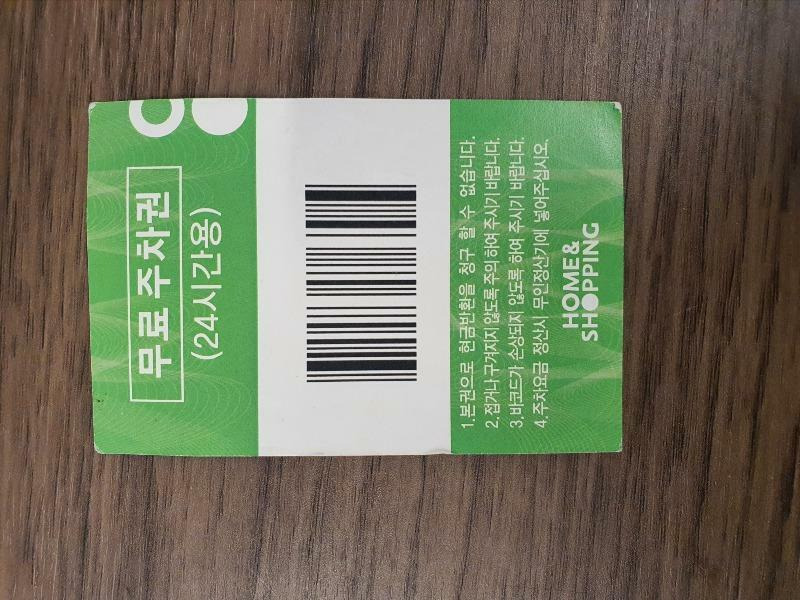 무료 주차권
(24시간용)
1.본권으로 현금반환을 청구 할 수 없습니다.
2.접거나 구겨지지 않도록 주의 하여 주시기 바랍니다.
3.바코드가 손상되지 않도록 하여 주시기 바랍니다.
4.주차요금 정산시 무인정산기에 넣어주십시오.
HOME &
SHOPPING